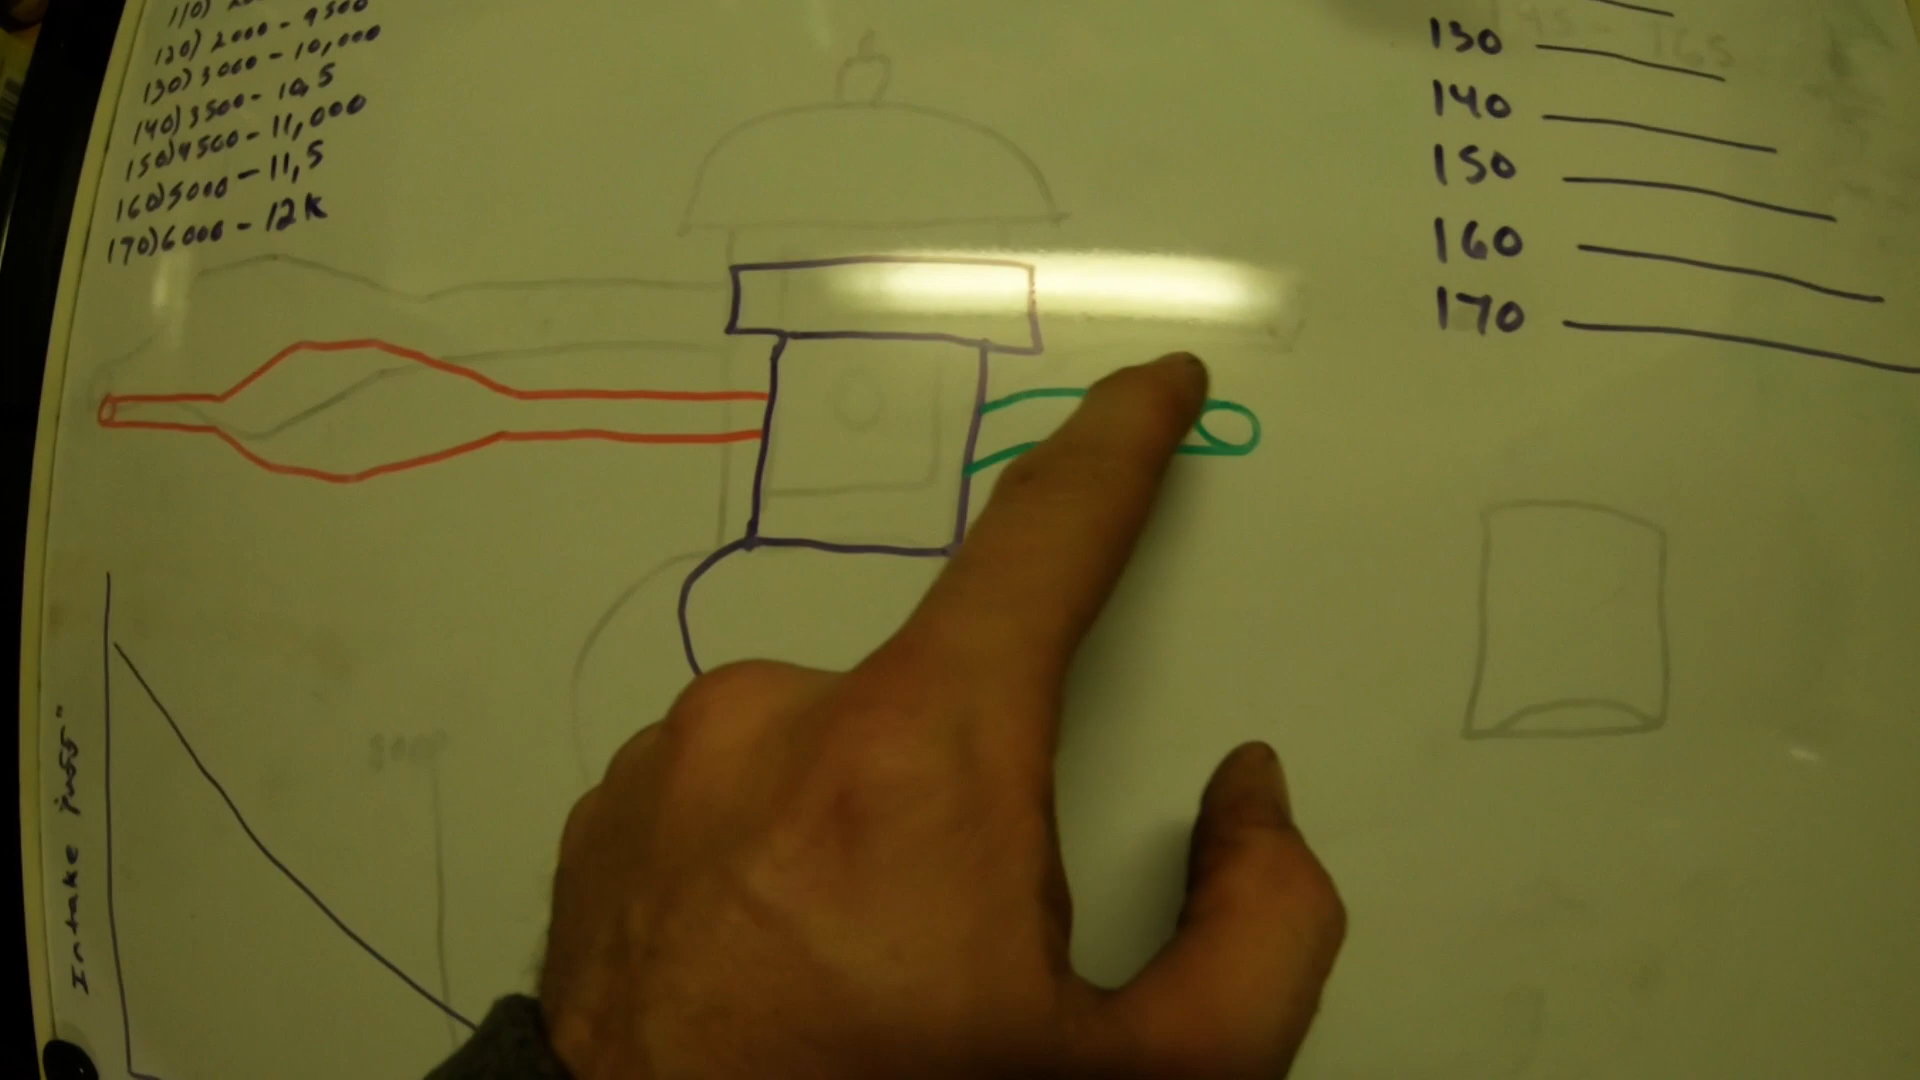 120) 2000 - 9500
130) 3000 - 10,000
140) 3500 - 10,5
150) 4500 - 11,000
160) 5000 - 11,5
170) 6000 - 12k
130
140
150
160
170
Intake